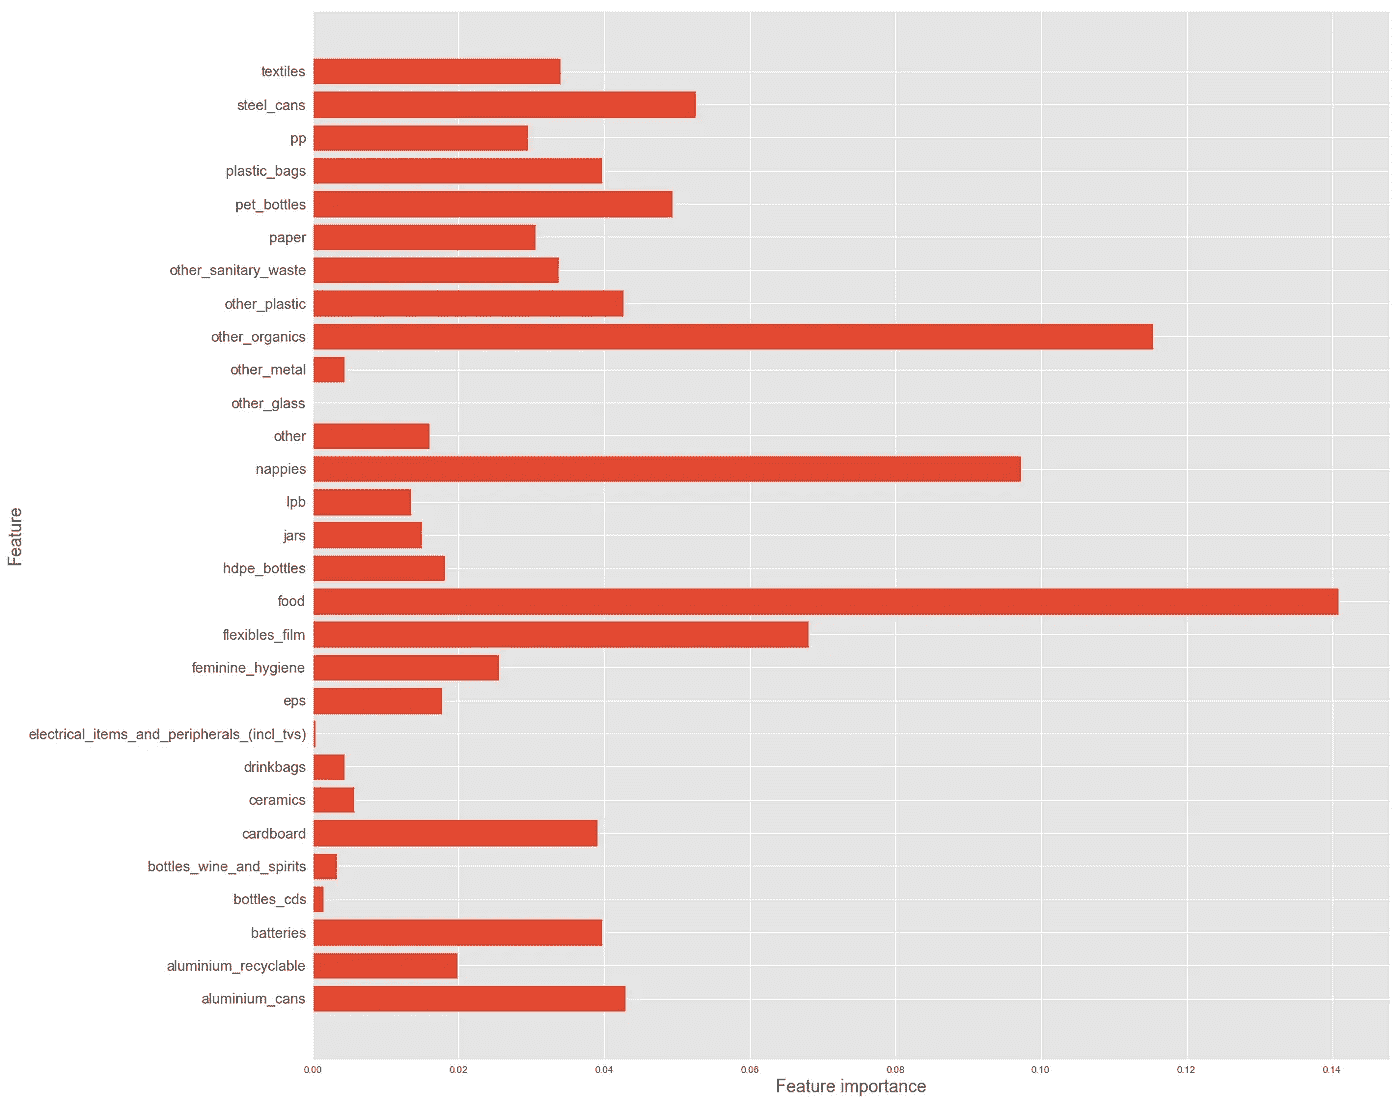 textiles
steel_cans
pp
plastic_bags
pet_bottles
paper
other_sanitary_waste
other_plastic
other_organics
other_metal
other_glass
other
nappies
lpb
jars
hdpe_bottles
food
flexibles_film
feminine_hygiene
eps
electrical_items_and_peripherals_(incl_tvs)
drinkbags
ceramics
cardboard
bottles_wine_and_spirits
bottles_cds
batteries
aluminium_recyclable
aluminium_cans
Feature
0.00 0.02 0.04 0.06 0.08 0.10 0.12 0.14
Feature importance